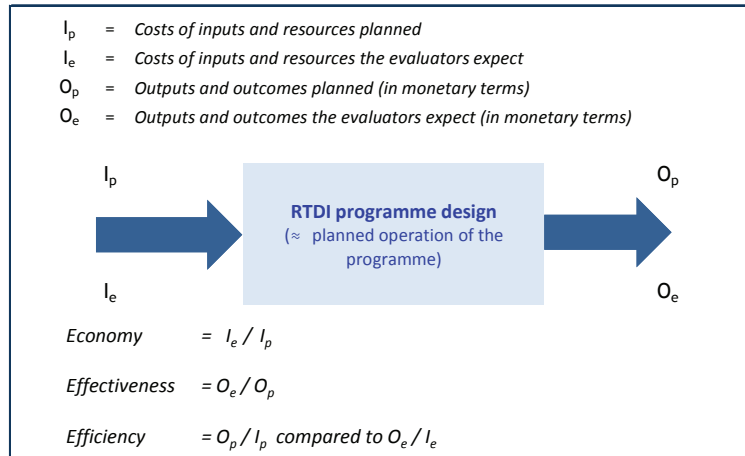 Ip = Costs of inputs and resources planned
Ie = Costs of inputs and resources the evaluators expect
Op = Outputs and outcomes planned (in monetary terms)
Oe = Outputs and outcomes the evaluators expect (in monetary terms)
Ip
Op
RTDI programme design
(≈ planned operation of the
programme)
Ie
Oe
Economy = Ie / Ip
Effectiveness = Oe / Op
Efficiency = Op / Ip compared to Oe / Ie